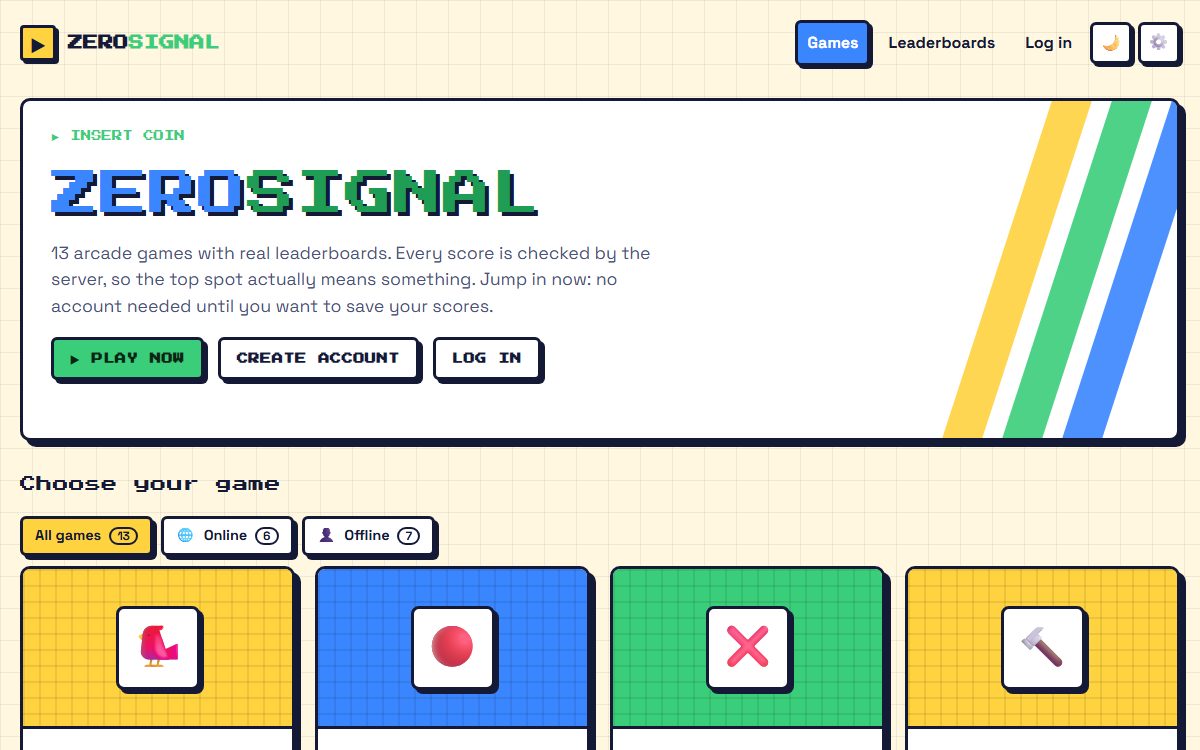 ZEROSIGNAL
Games
Leaderboards
Log in
INSERT COIN
ZEROSIGNAL
13 arcade games with real leaderboards. Every score is checked by the
server, so the top spot actually means something. Jump in now: no
account needed until you want to save your scores.
PLAY NOW
CREATE ACCOUNT
LOG IN
Choose your game
All games 13
Online 6
Offline 7